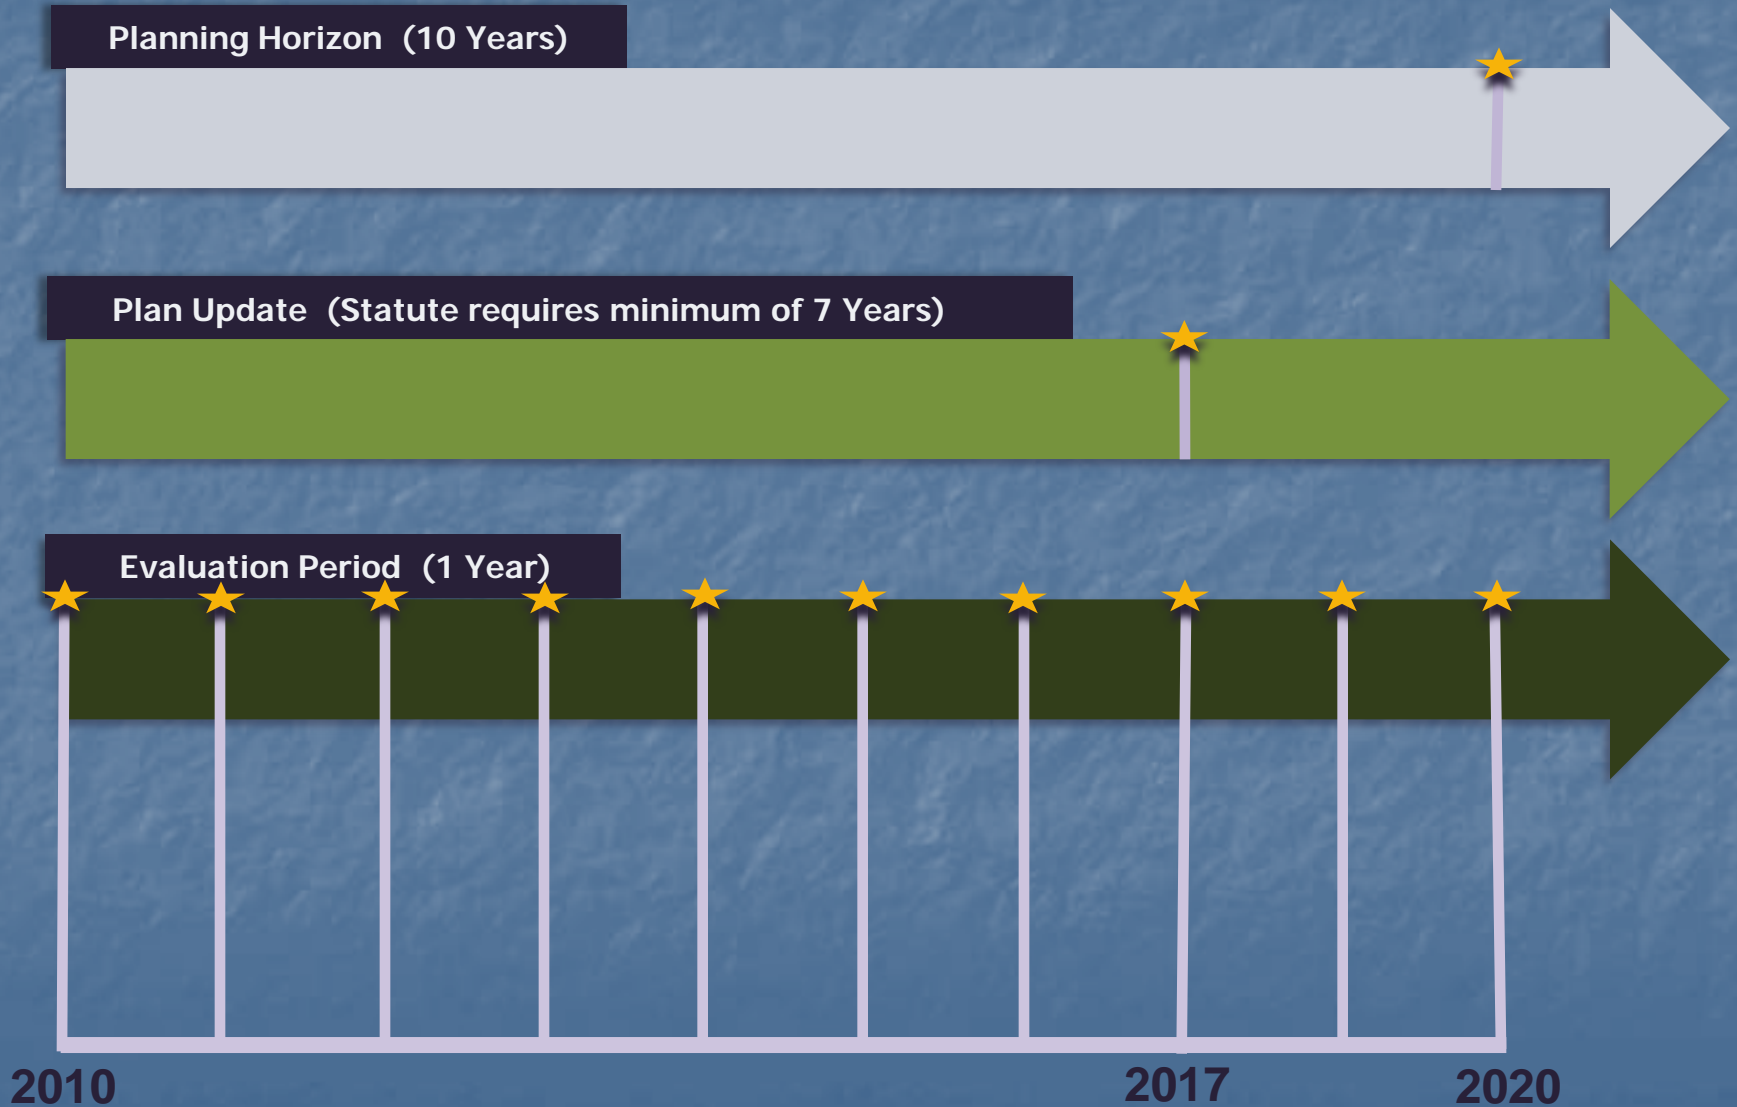 Planning Horizon (10 Years)
Plan Update (Statute requires minimum of 7 Years)
Evaluation Period (1 Year)
2010
2017
2020